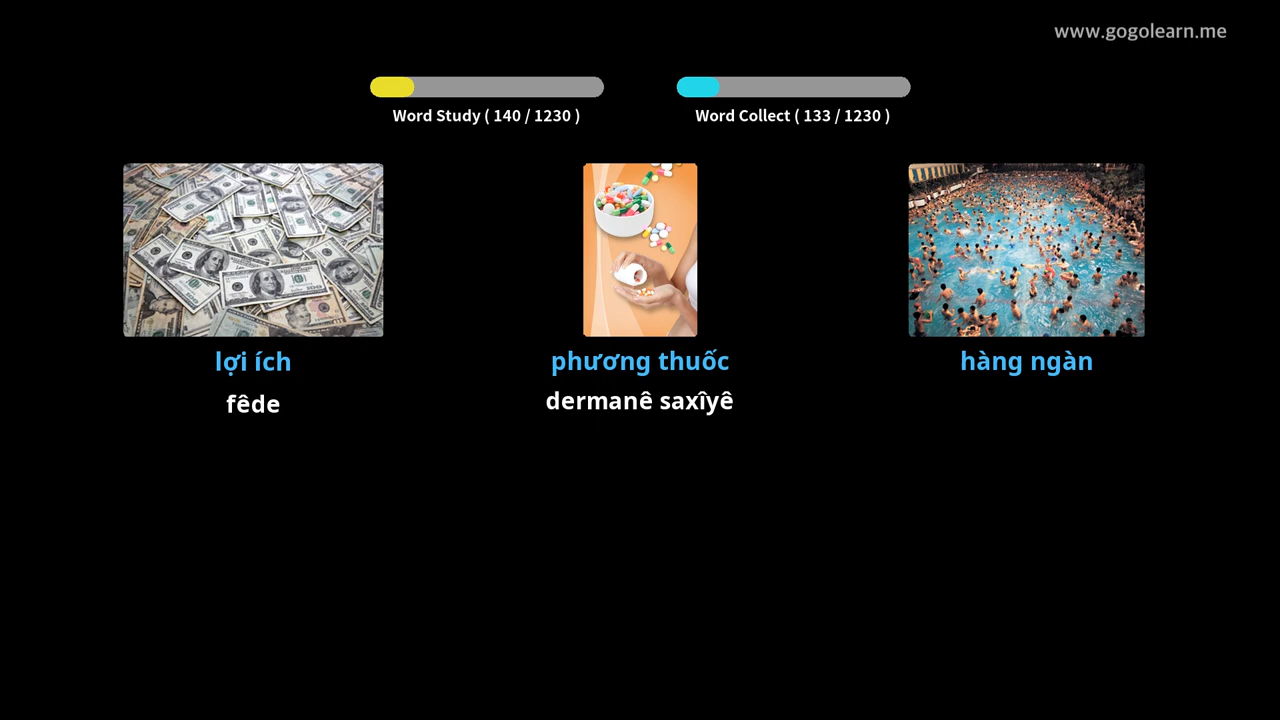 www.gogolearn.me
Word Study ( 140 / 1230 )
Word Collect ( 133 / 1230 )
lợi ích
fêde
phương thuốc
dermanê saxîyê
hàng ngàn